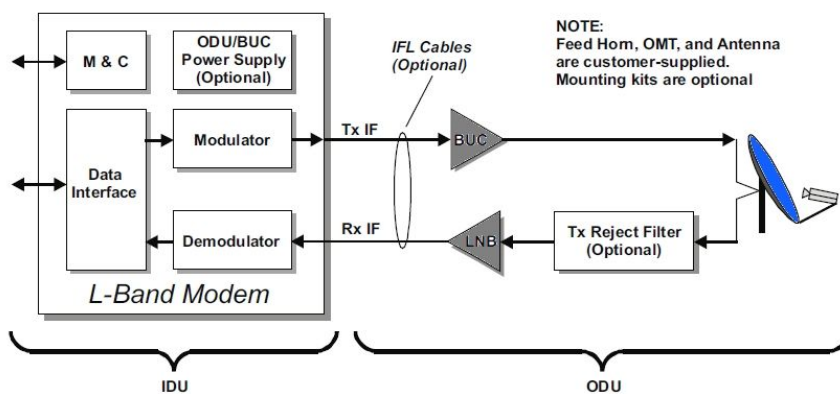 M & C
ODU/BUC
Power Supply
(Optional)
IFL Cables
(Optional)
NOTE:
Feed Horn, OMT, and Antenna
are customer-supplied.
Mounting kits are optional
Data
Interface
Modulator
Tx IF
BUC
Demodulator
Rx IF
LNB
Tx Reject Filter
(Optional)
L-Band Modem
IDU
ODU